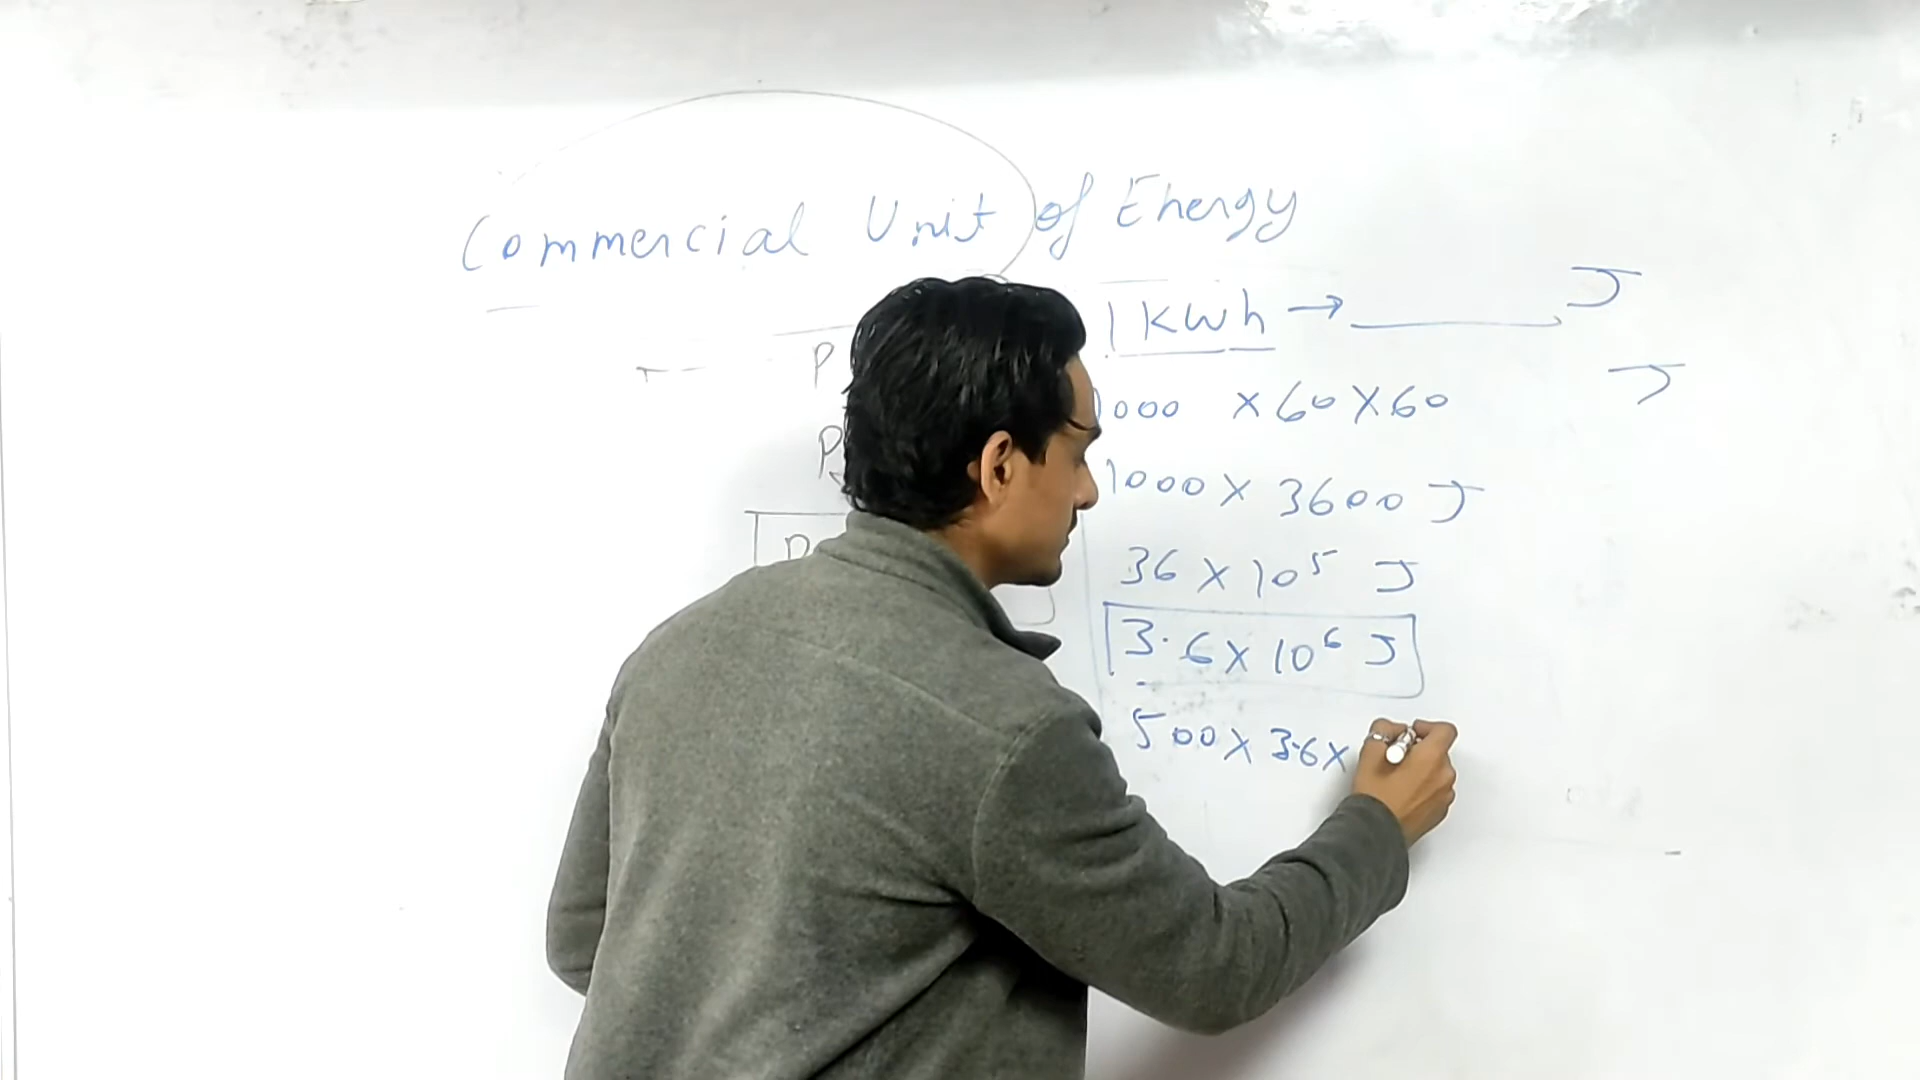 Commercial Unit of Energy
1 KWh → ______ J
J
P
1000 × 60 × 60
P
1000 × 3600 J
36 × 10⁵ J
3.6 × 10⁶ J
500 × 3.6 ×